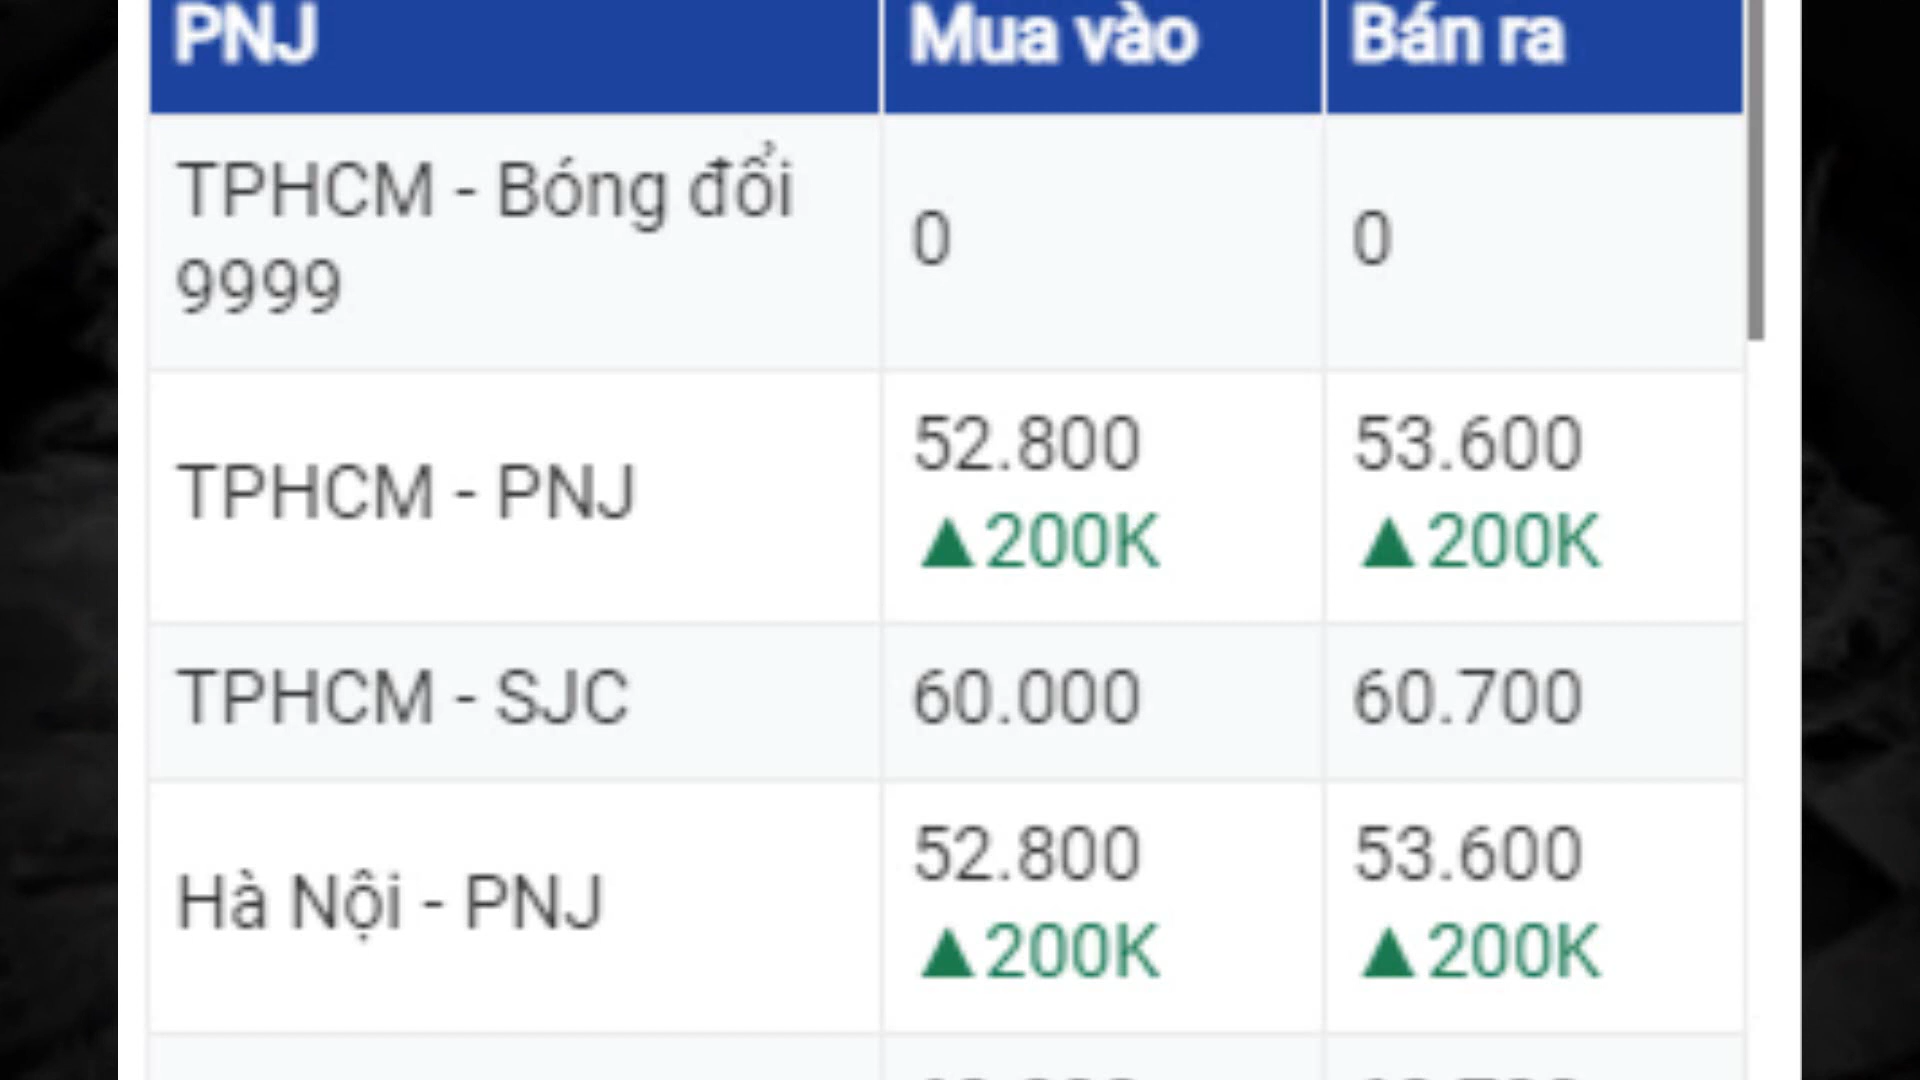 PNJ Mua vào Bán ra
TPHCM - Bóng đổi
9999
0 0
TPHCM - PNJ
52.800 53.600
▲200K ▲200K
TPHCM - SJC 60.000 60.700
Hà Nội - PNJ
52.800 53.600
▲200K ▲200K